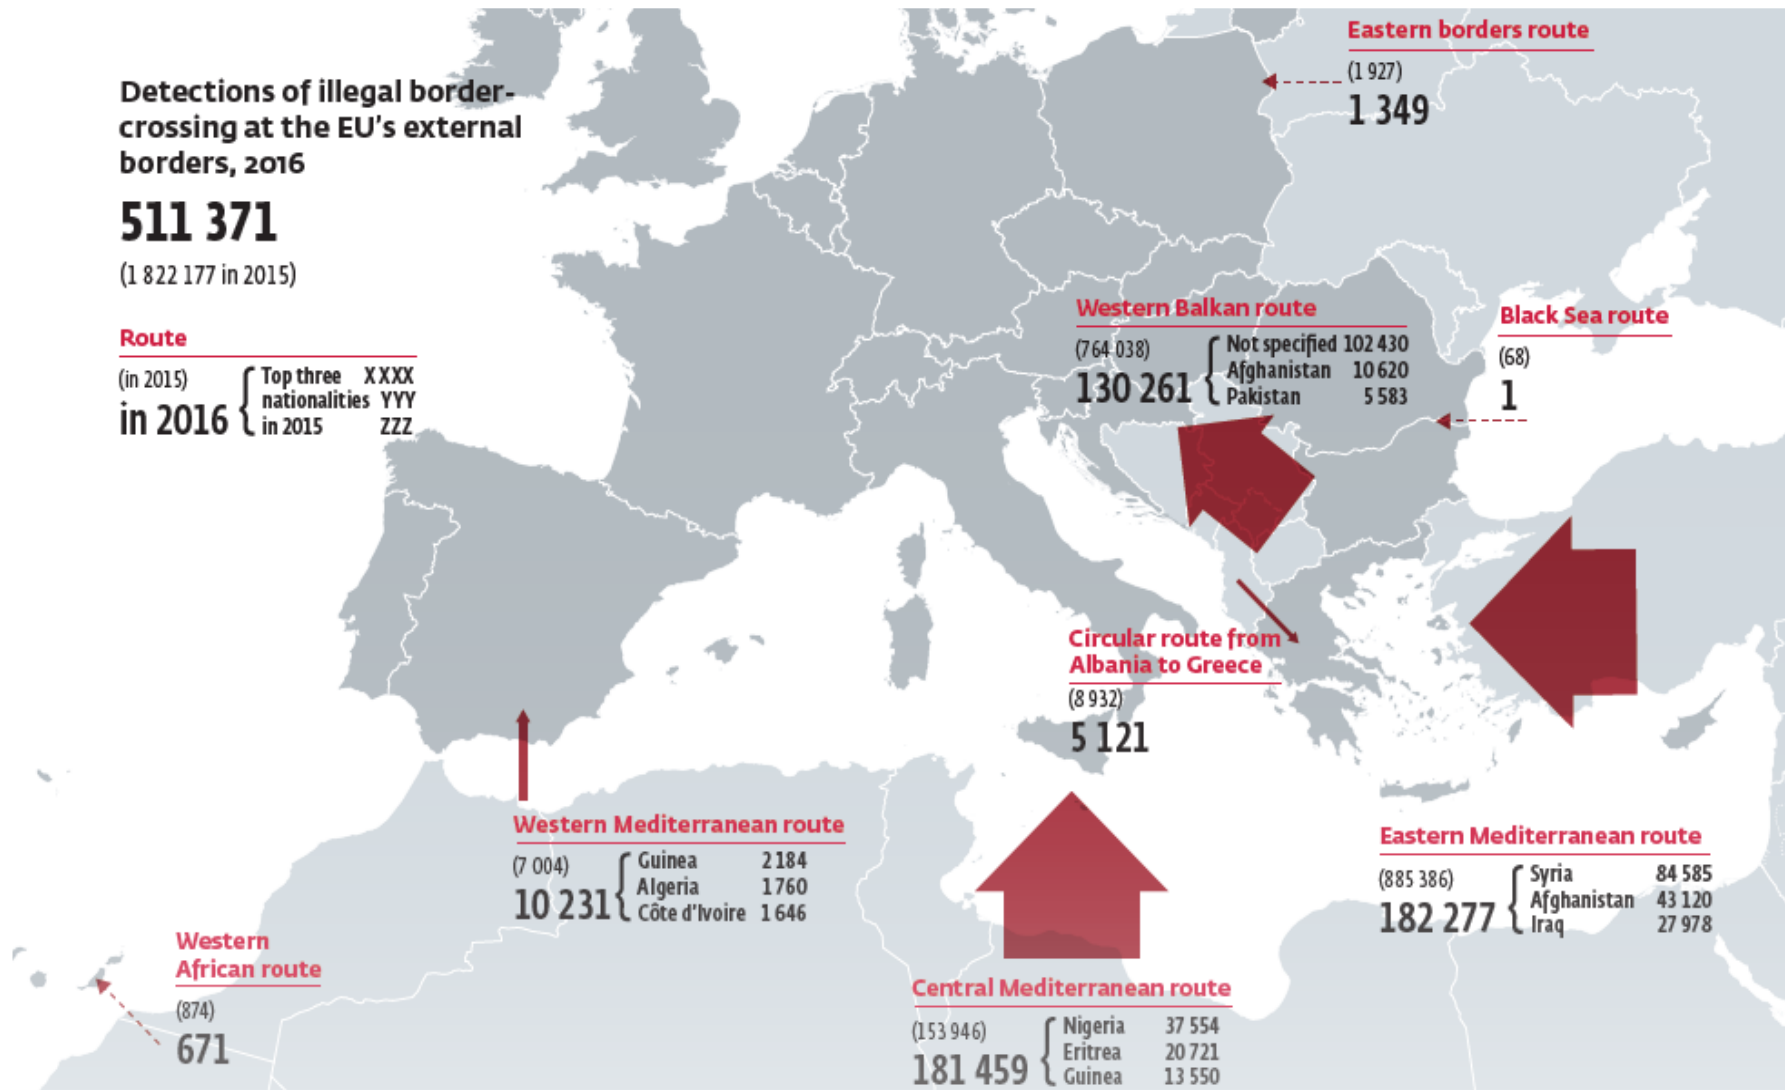 Detections of illegal border-
crossing at the EU's external
borders, 2016
511 371
(1 822 177 in 2015)
Route
(in 2015)
in 2016
Top three XXXX
nationalities YYY
in 2015 ZZZ
Eastern borders route
(1 927)
1 349
Western Balkan route
(764 038)
130 261
Not specified 102 430
Afghanistan 10 620
Pakistan 5 583
Black Sea route
(68)
1
Circular route from
Albania to Greece
(8 932)
5 121
Western Mediterranean route
(7 004)
10 231
Guinea 2 184
Algeria 1 760
Côte d'Ivoire 1 646
Eastern Mediterranean route
(885 386)
182 277
Syria 84 585
Afghanistan 43 120
Iraq 27 978
Western
African route
(874)
671
Central Mediterranean route
(153 946)
181 459
Nigeria 37 554
Eritrea 20 721
Guinea 13 550